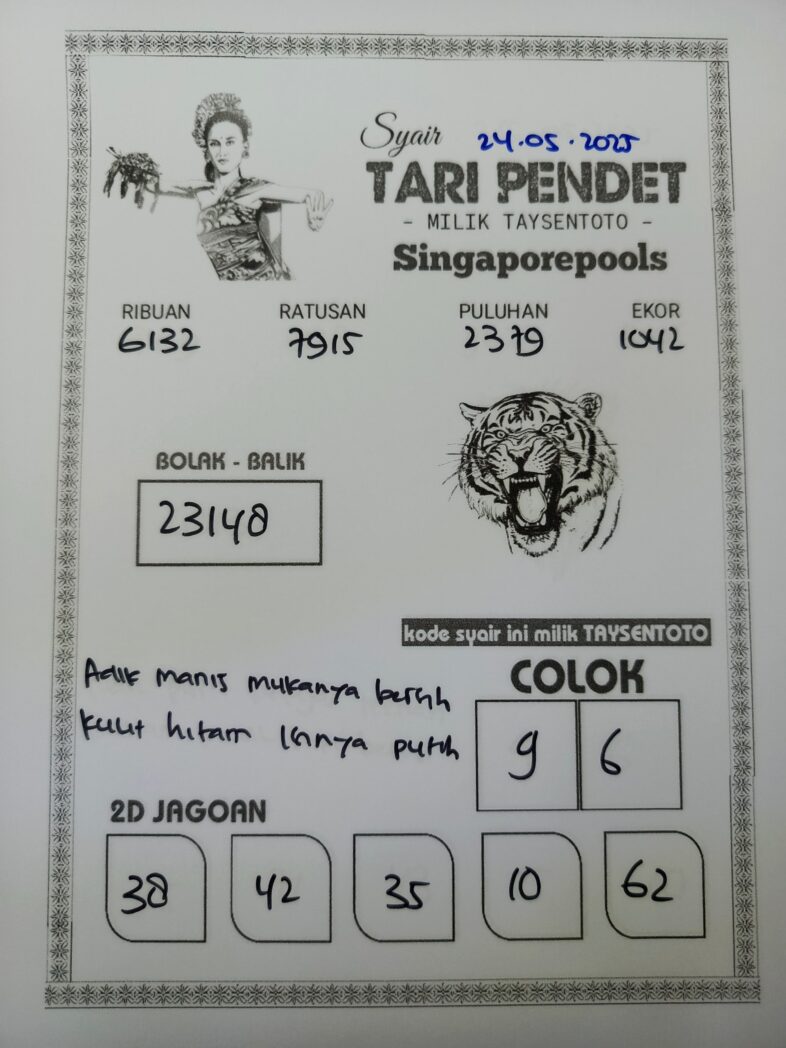 Syair 24.05.2025
TARI PENDET
- MILIK TAYSENTOTO -
Singaporepools
RIBUAN RATUSAN PULUHAN EKOR
6132 7915 2379 1042
BOLAK - BALIK
23148
kode syair ini milik TAYSENTOTO
COLOK
9 6
Adik manis mukanya bersih
kulit hitam isinya putih
2D JAGOAN
38 42 35 10 62